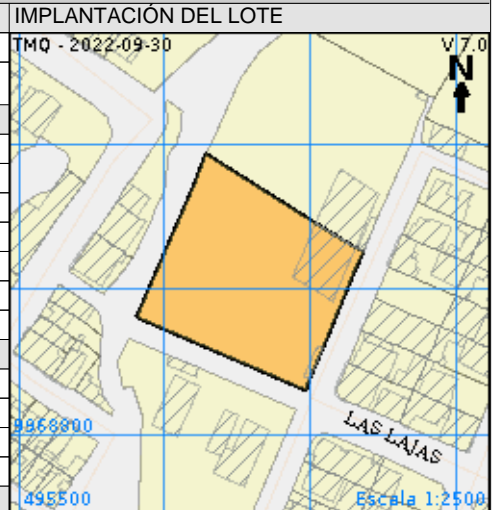 IMPLANTACIÓN DEL LOTE
TMQ - 2022-09-30
V 7.0
N
LAS LAJAS
9868800
495500
Escala 1:2500